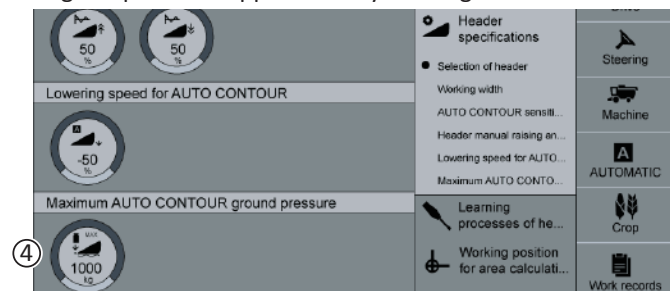 50
%
50
%
Lowering speed for AUTO CONTOUR
A
-50
%
Maximum AUTO CONTOUR ground pressure
④
MAX
1000
kg
Header
specifications
Selection of header
Working width
AUTO CONTOUR sensiti...
Header manual raising an...
Lowering speed for AUTO...
Maximum AUTO CONTO...
Learning
processes of he...
Working position
for area calculati...
Steering
Machine
A
AUTOMATIC
Crop
Work records